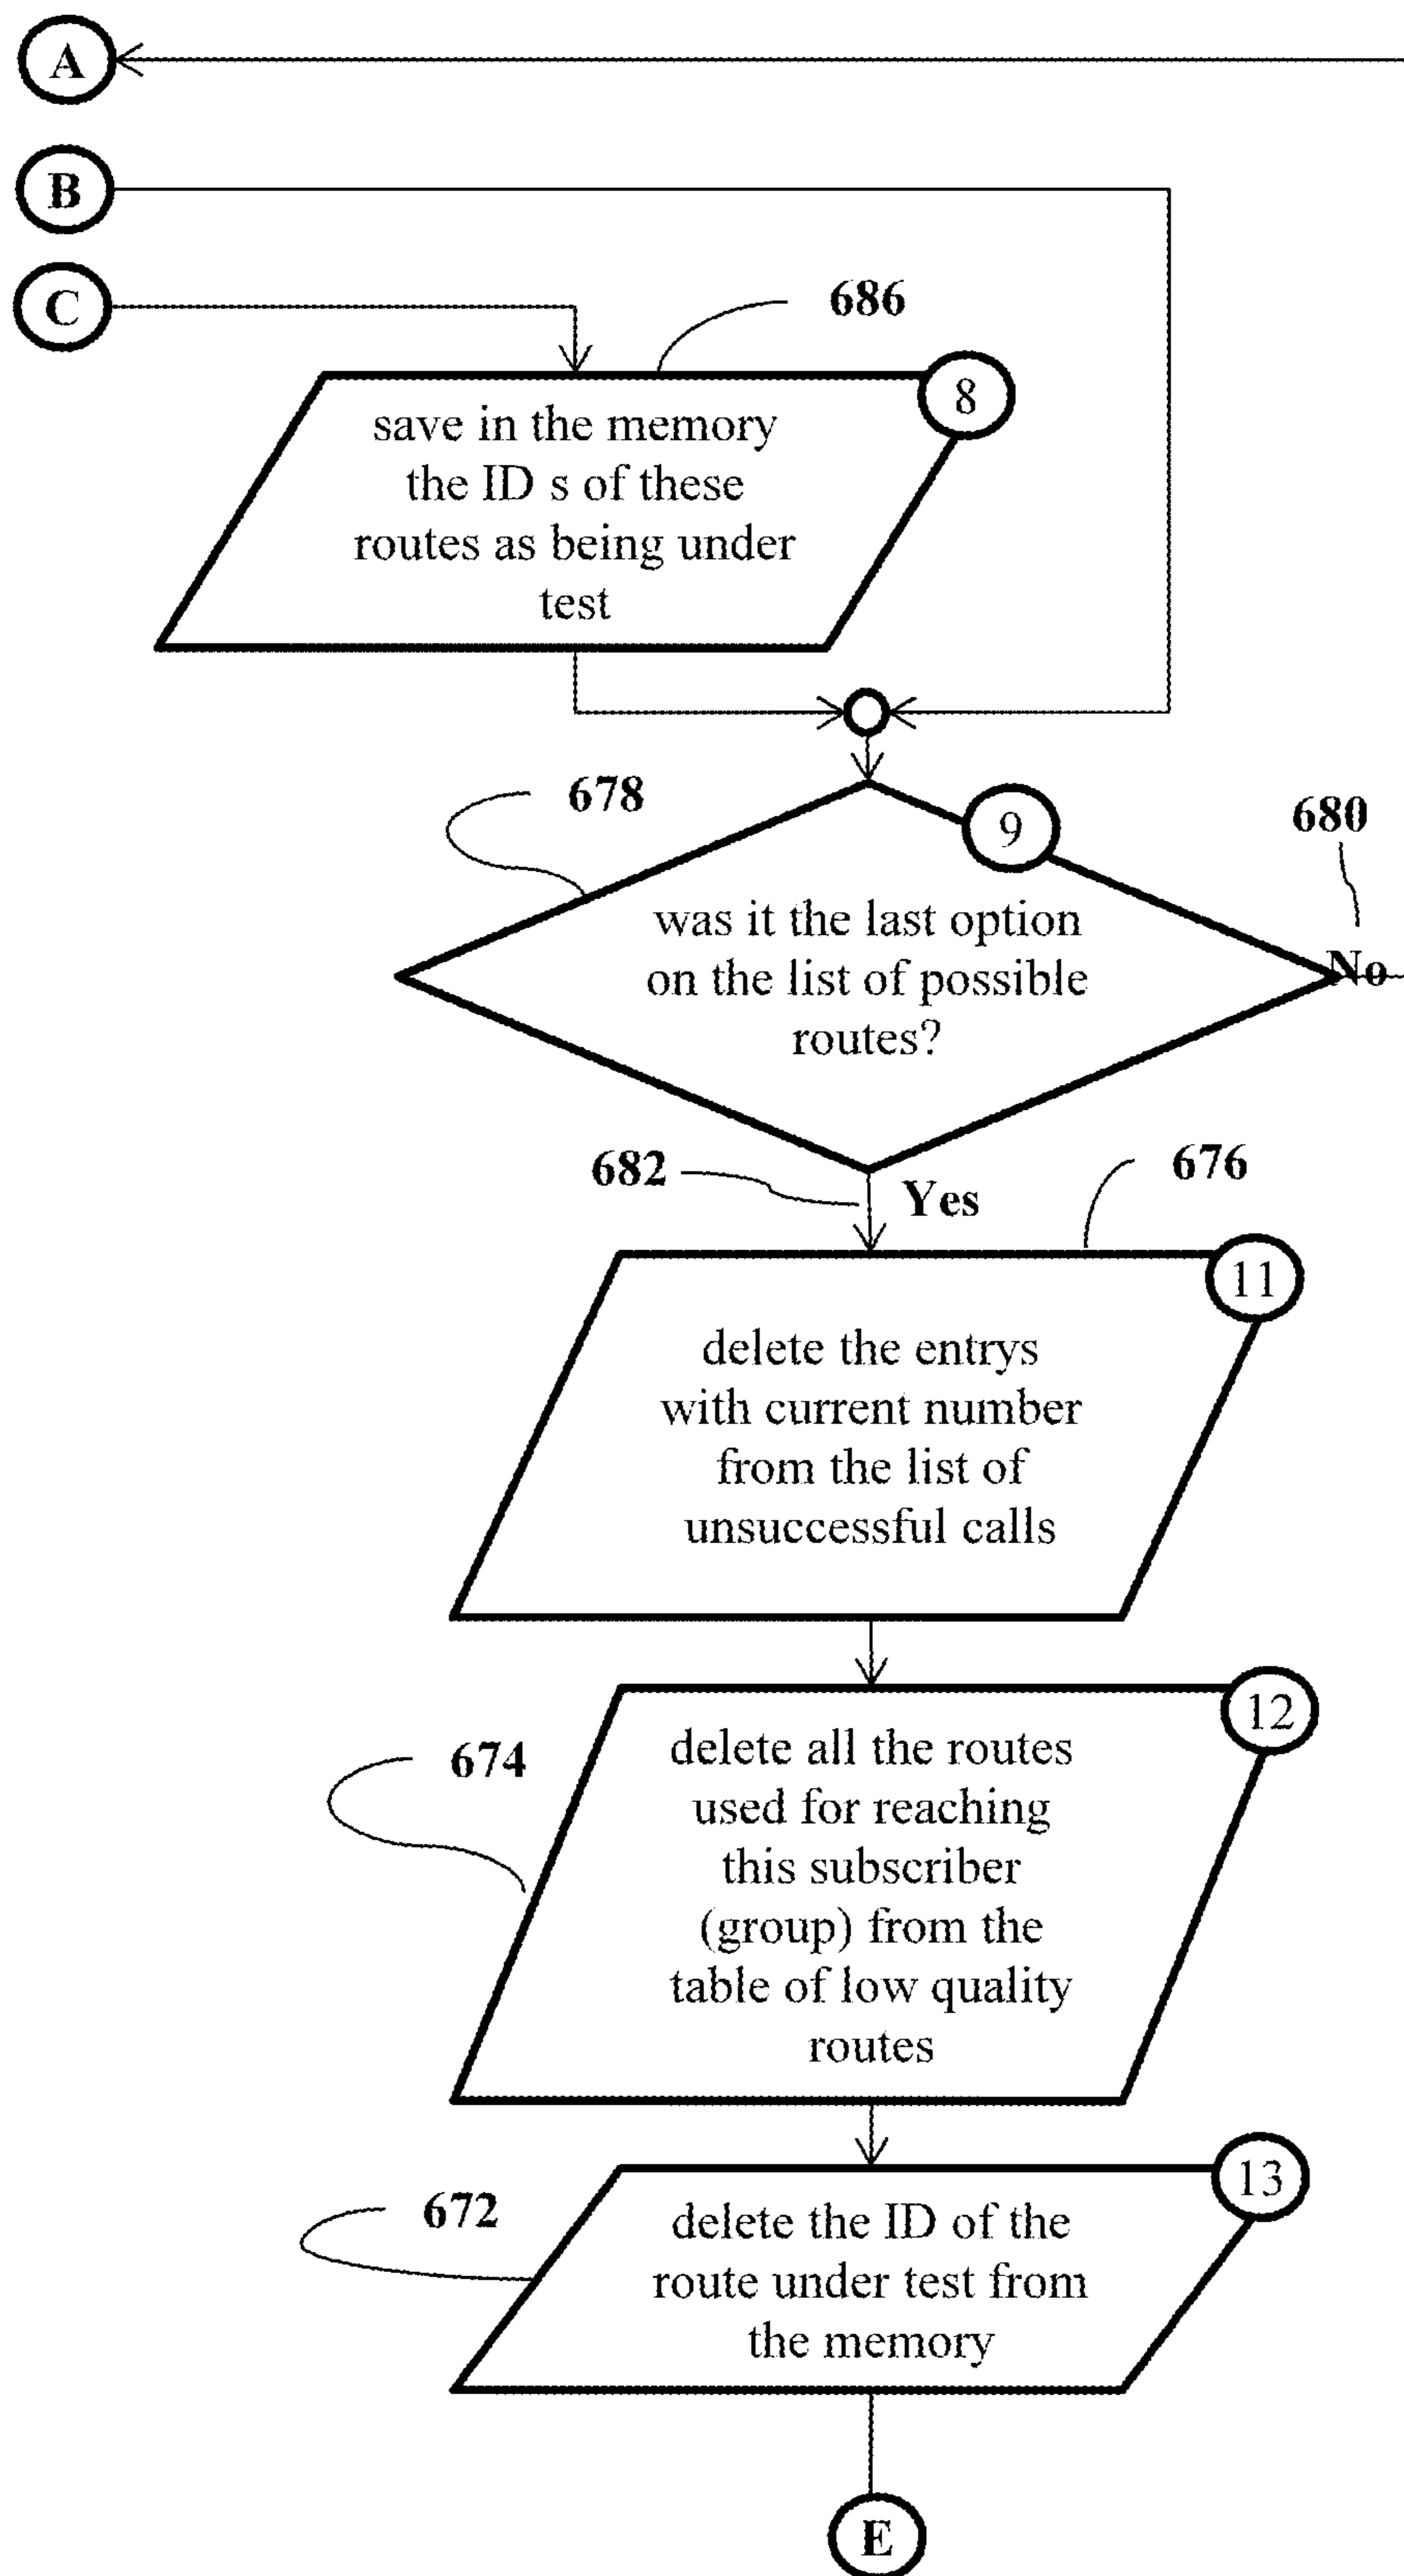 A
B
C
686
8
save in the memory
the ID s of these
routes as being under
test
678
9
680
was it the last option
on the list of possible
routes?
No
682
Yes
676
11
delete the entrys
with current number
from the list of
unsuccessful calls
12
674
delete all the routes
used for reaching
this subscriber
(group) from the
table of low quality
routes
13
672
delete the ID of the
route under test from
the memory
E